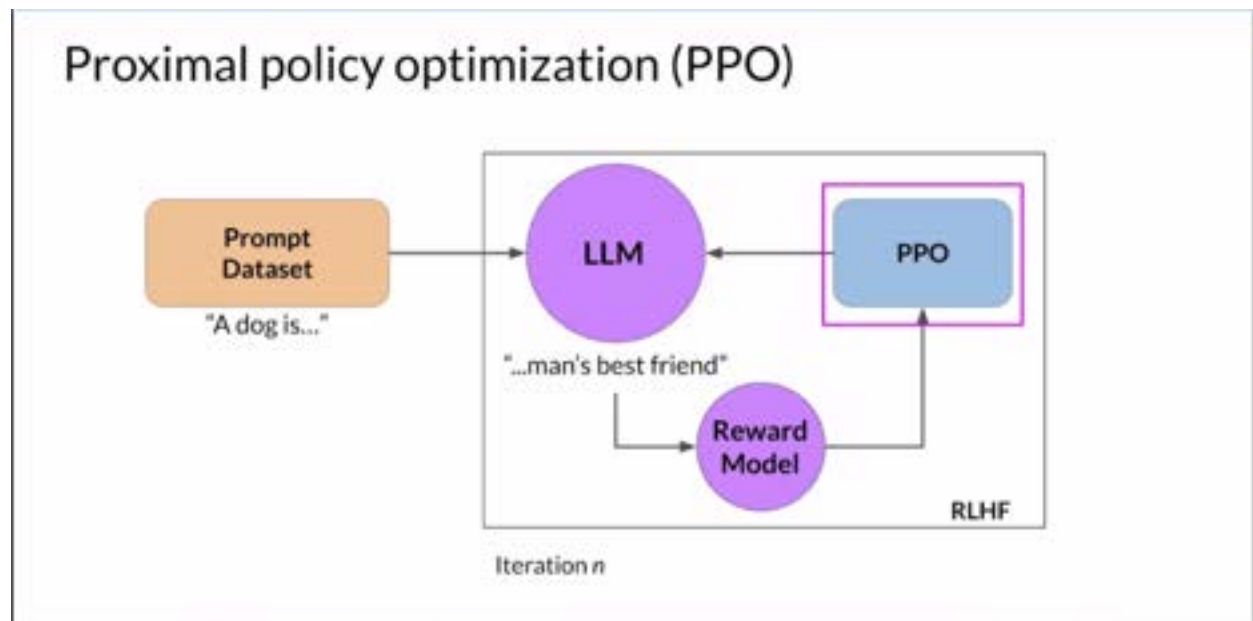 Proximal policy optimization (PPO)
Prompt
Dataset
"A dog is..."
LLM
PPO
"...man's best friend"
Reward
Model
RLHF
Iteration n